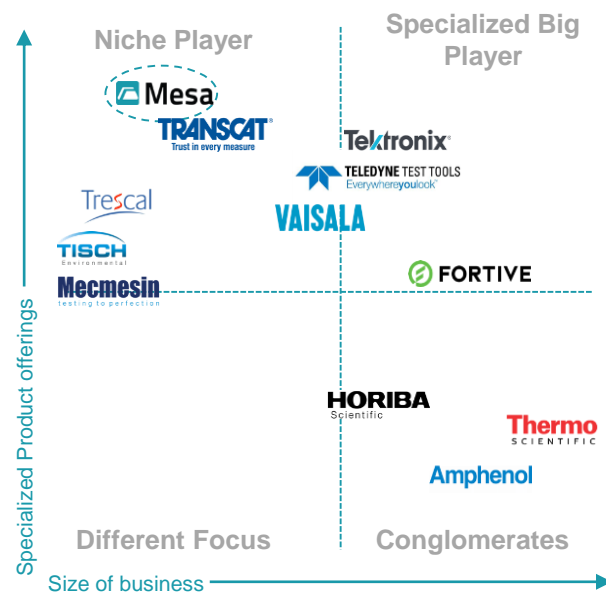 Niche Player
Specialized Big
Player
Mesa
TRANSCAT®
Trust in every measure
Tektronix®
TELEDYNE TEST TOOLS
Everywhereyoulook™
Trescal
VAISALA
TISCH
Environmental
FORTIVE
Mecmesin
testing to perfection
HORIBA
Scientific
Thermo
SCIENTIFIC
Amphenol
Different Focus
Conglomerates
Specialized Product offerings
Size of business